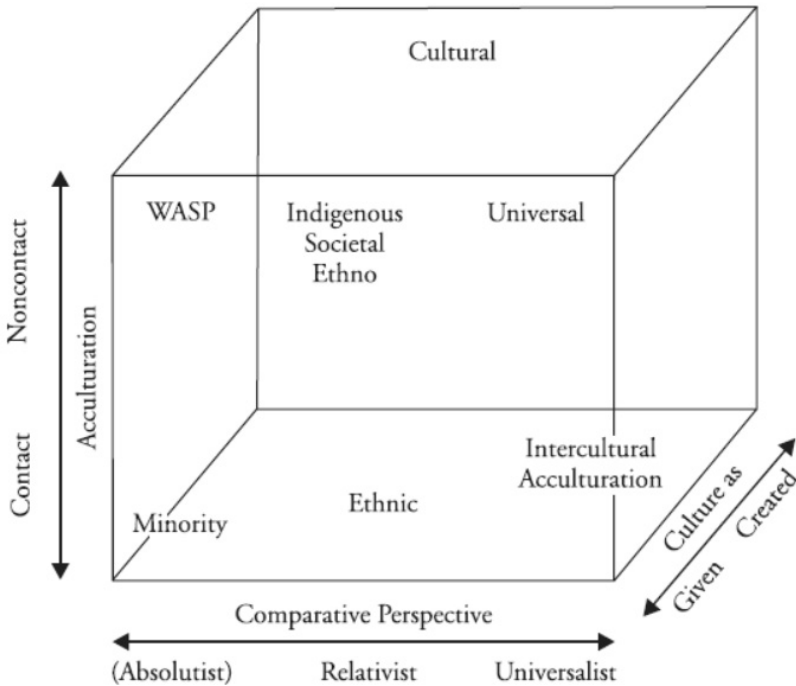 Cultural
WASP
Indigenous
Societal
Ethno
Universal
Noncontact
Contact
Acculturation
Intercultural
Acculturation
Minority
Ethnic
Culture as
Given
Created
Comparative Perspective
(Absolutist)
Relativist
Universalist